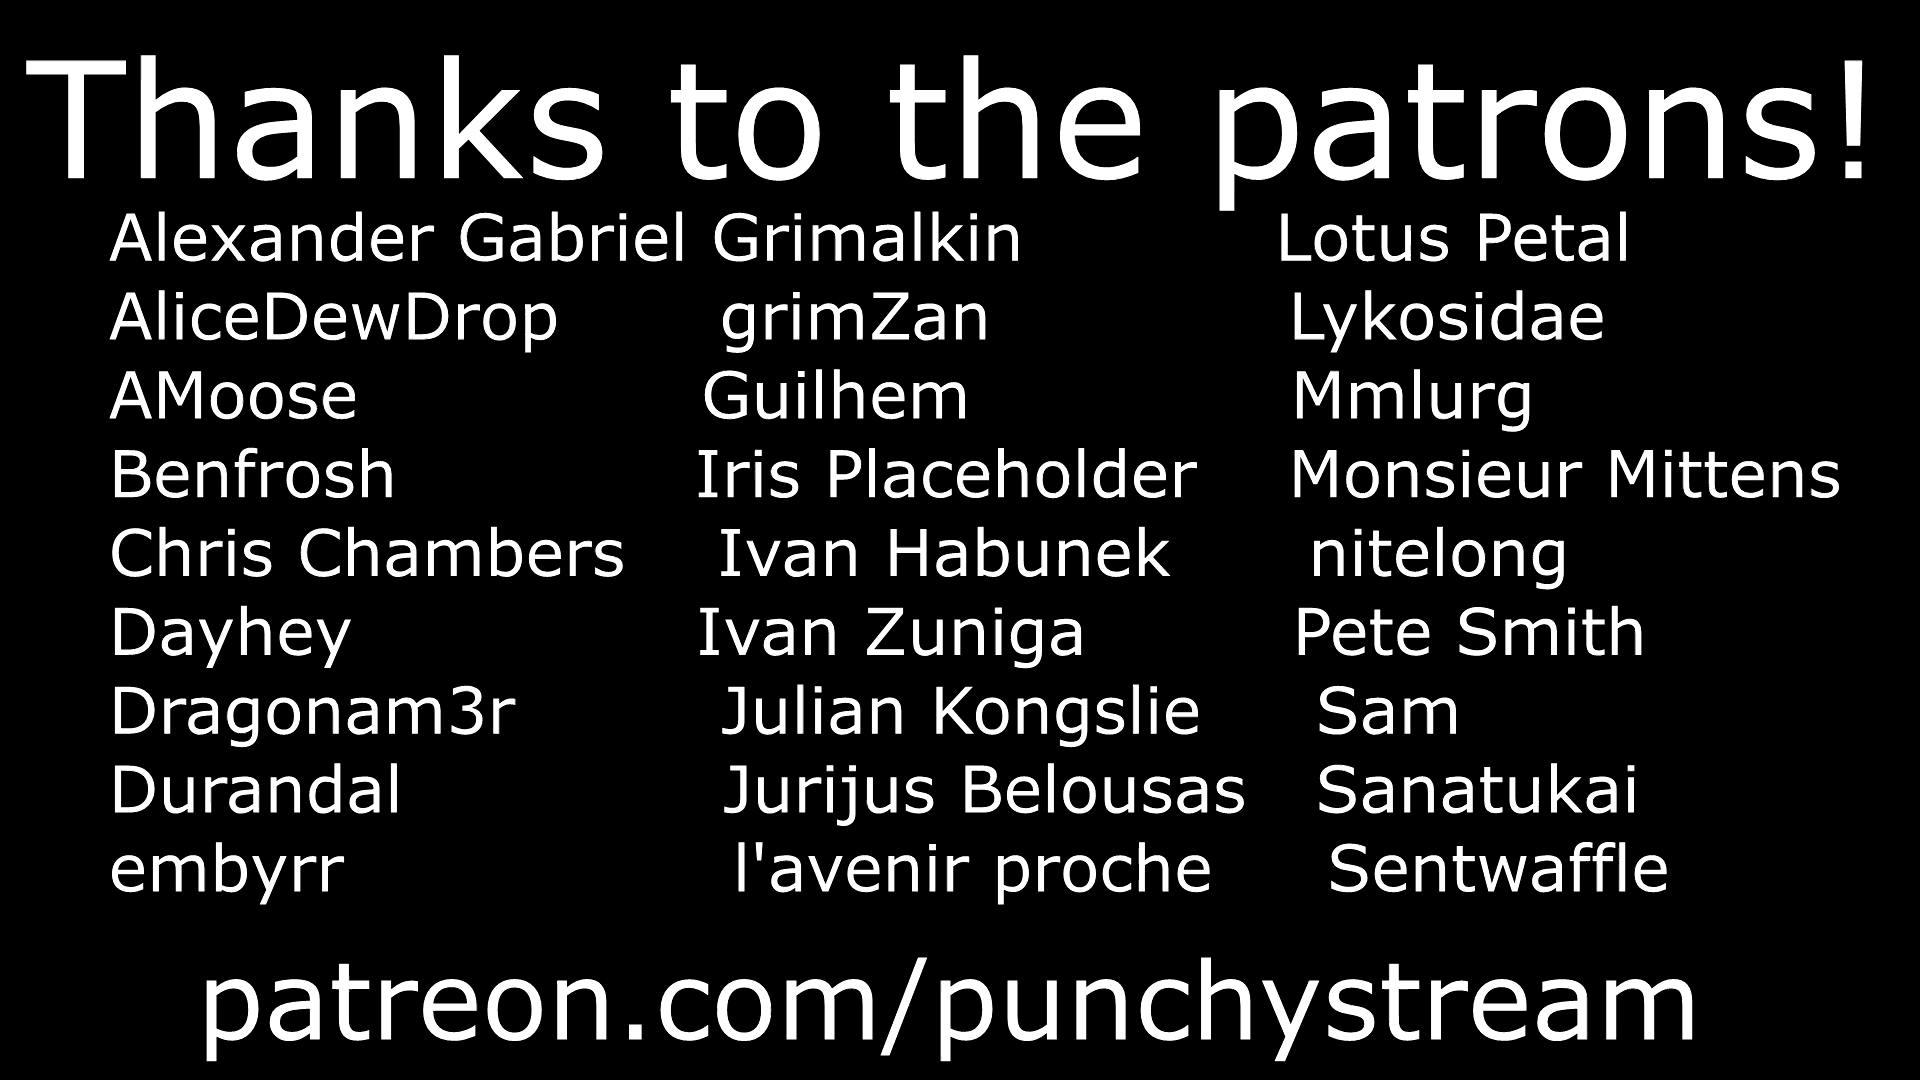 Thanks to the patrons!
Alexander Gabriel Grimalkin Lotus Petal
AliceDewDrop grimZan Lykosidae
AMoose Guilhem Mmlurg
Benfrosh Iris Placeholder Monsieur Mittens
Chris Chambers Ivan Habunek nitelong
Dayhey Ivan Zuniga Pete Smith
Dragonam3r Julian Kongslie Sam
Durandal Jurijus Belousas Sanatukai
embyrr l'avenir proche Sentwaffle
patreon.com/punchystream